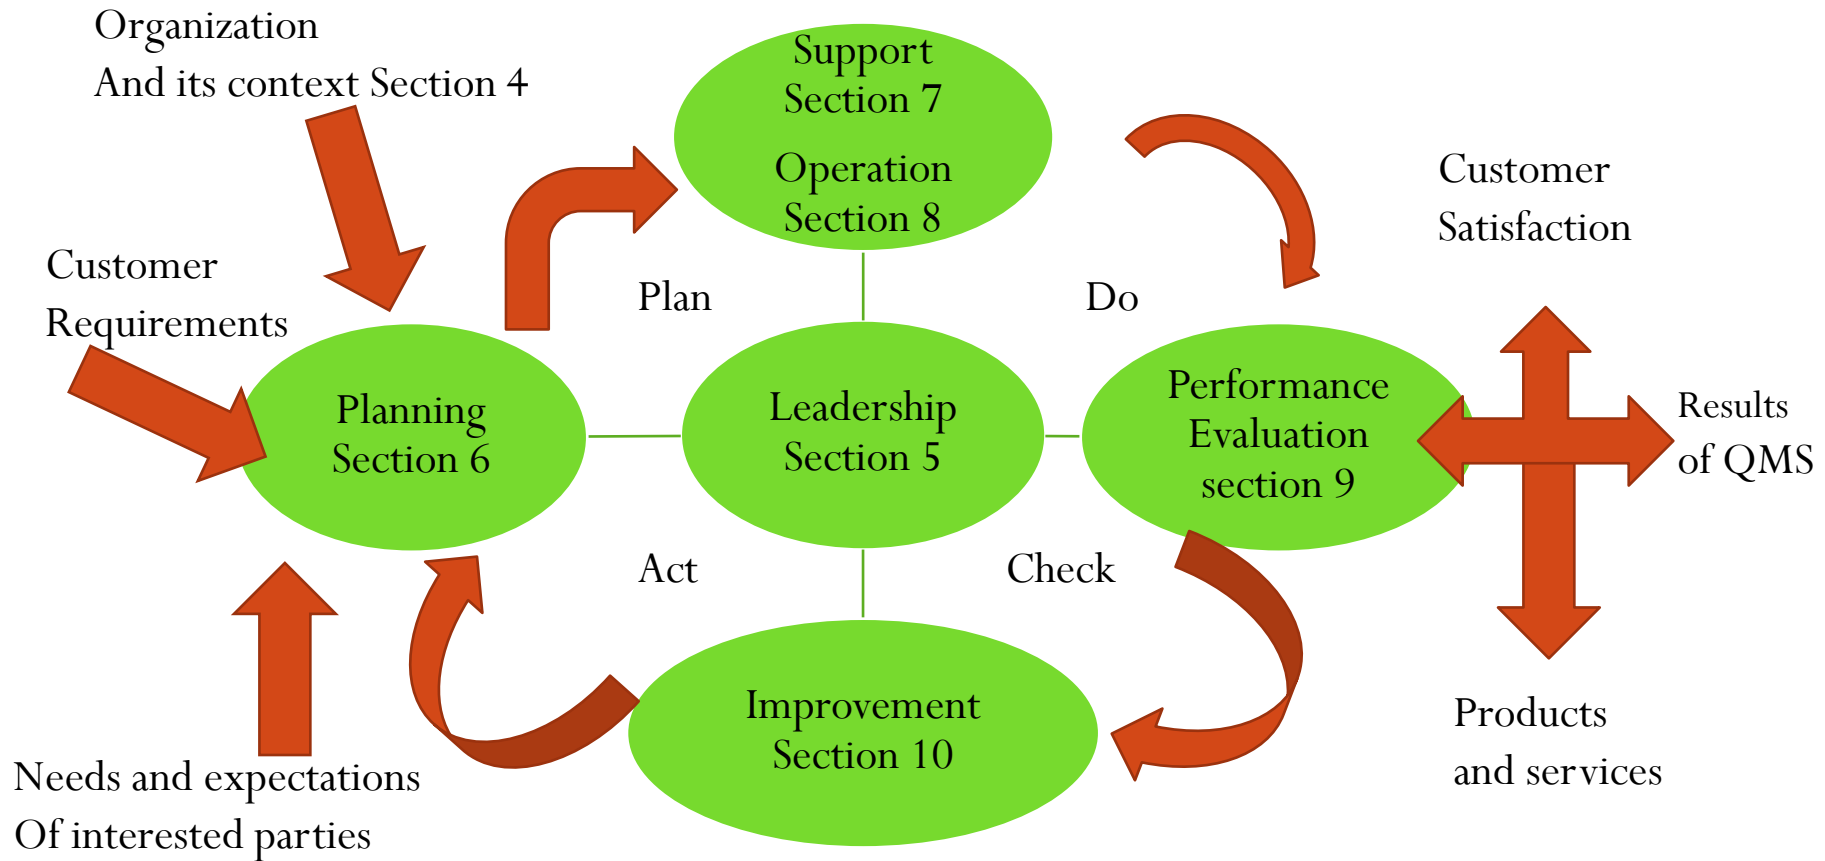 Organization
And its context Section 4
Support
Section 7
Operation
Section 8
Customer
Satisfaction
Customer
Requirements
Plan
Do
Planning
Section 6
Leadership
Section 5
Performance
Evaluation
section 9
Results
of QMS
Act
Check
Improvement
Section 10
Products
and services
Needs and expectations
Of interested parties